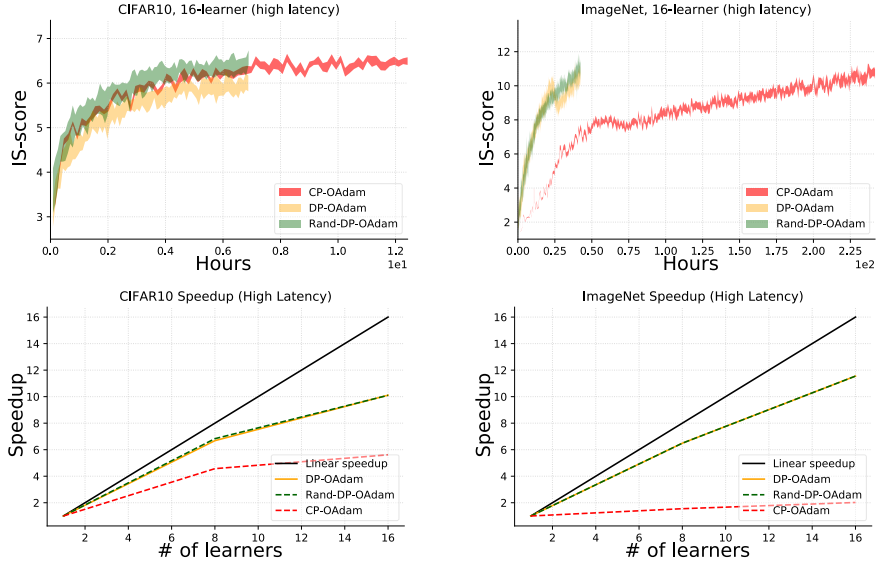 CIFAR10, 16-learner (high latency)
7
6
5
4
3
IS-score
CP-OAdam
DP-OAdam
Rand-DP-OAdam
0.0 0.2 0.4 0.6 0.8 1.0 1.2
Hours
1e1
ImageNet, 16-learner (high latency)
12
10
8
6
4
2
IS-score
CP-OAdam
DP-OAdam
Rand-DP-OAdam
0.00 0.25 0.50 0.75 1.00 1.25 1.50 1.75 2.00 2.25
Hours
1e2
CIFAR10 Speedup (High Latency)
16
14
12
10
8
6
4
2
Speedup
Linear speedup
DP-OAdam
Rand-DP-OAdam
CP-OAdam
2 4 6 8 10 12 14 16
# of learners
ImageNet Speedup (High Latency)
16
14
12
10
8
6
4
2
Speedup
Linear speedup
DP-OAdam
Rand-DP-OAdam
CP-OAdam
2 4 6 8 10 12 14 16
# of learners